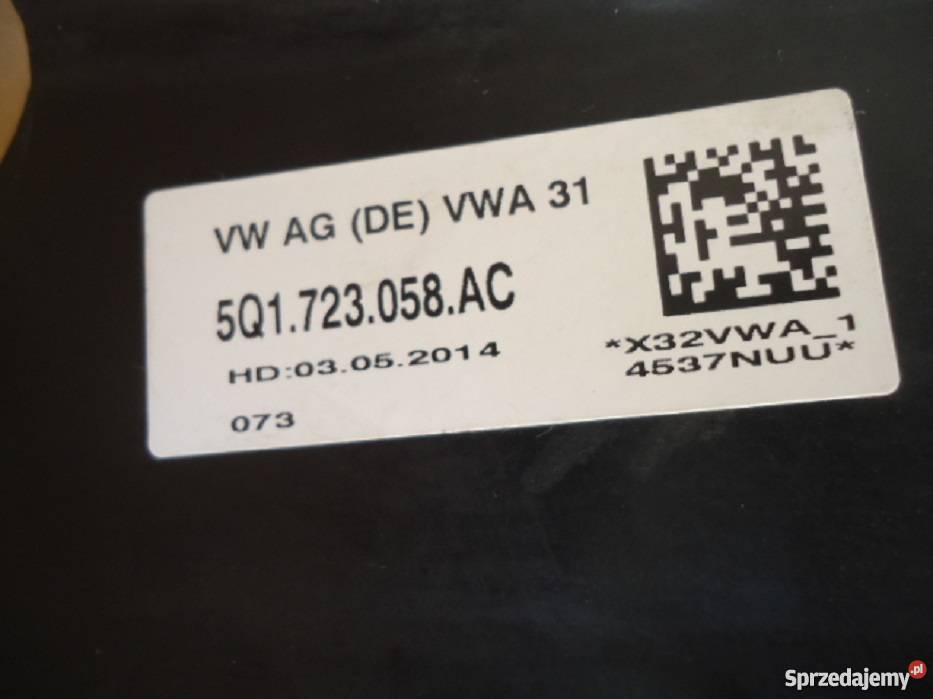 VW AG (DE) VWA 31
5Q1.723.058.AC
HD:03.05.2014
073
*X32VWA_1
4537NUU*
Sprzedajemy.pl